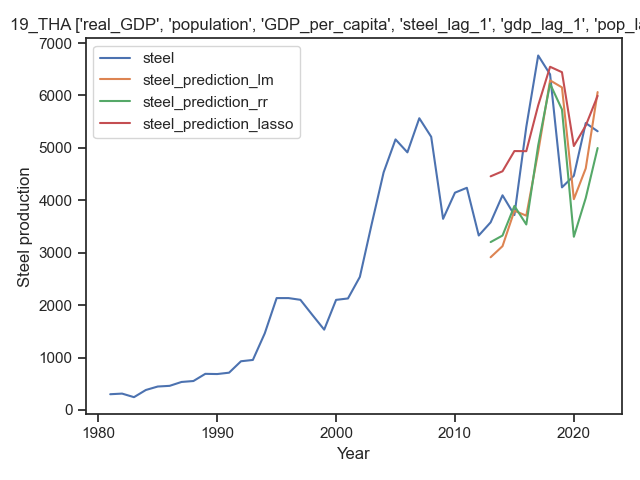 19_THA ['real_GDP', 'population', 'GDP_per_capita', 'steel_lag_1', 'gdp_lag_1', 'pop_la
7000
6000
5000
4000
3000
2000
1000
0
Steel production
steel
steel_prediction_lm
steel_prediction_rr
steel_prediction_lasso
1980
1990
2000
2010
2020
Year